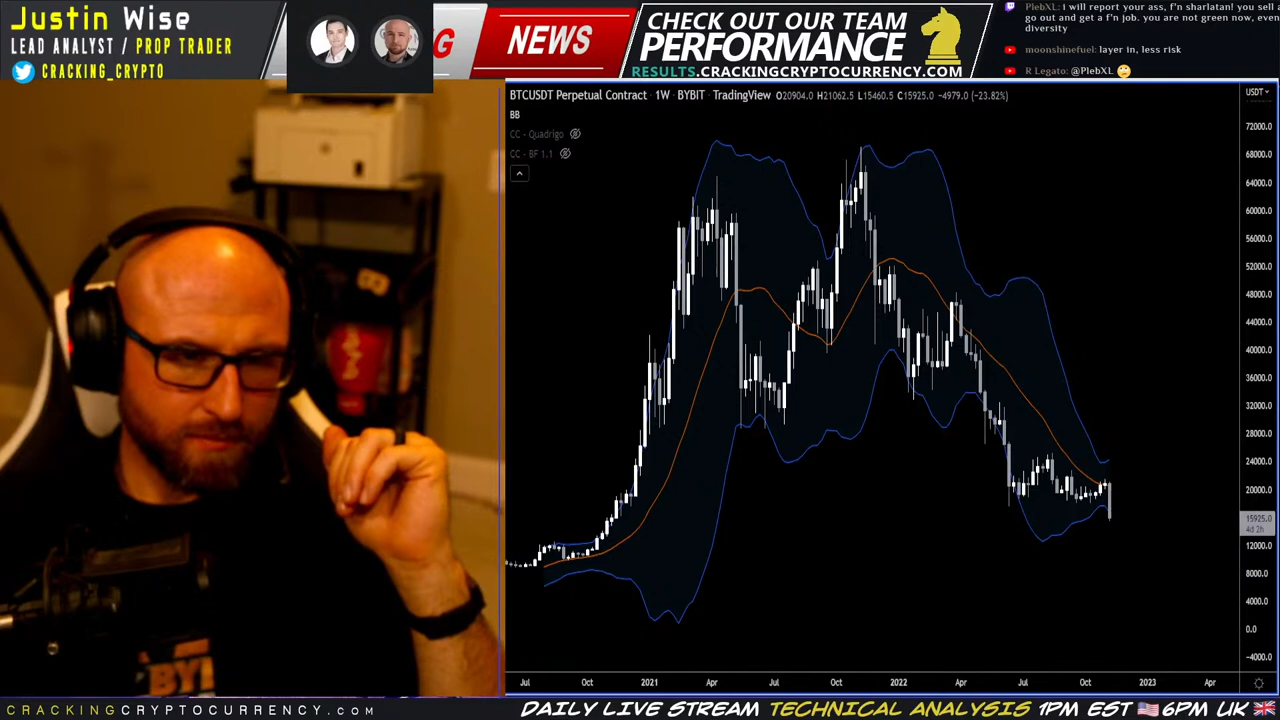 Justin Wise
LEAD ANALYST / PROP TRADER
CRACKING_CRYPTO
G
NEWS
CHECK OUT OUR TEAM
PERFORMANCE
RESULTS.CRACKINGCRYPTOCURRENCY.COM
PlebXL: i will report your ass, f'n sharlatan! you sell a
go out and get a f'n job. you are not green now, even
diversity
moonshinefuel: layer in, less risk
R Legato: @PlebXL 🙄
BTCUSDT Perpetual Contract · 1W · BYBIT · TradingView O20904.0 H21062.5 L15460.5 C15925.0 -4979.0 (-23.82%)
USDT
BB
CC - Quadrigo
CC - BF 1.1
72000.0
68000.0
64000.0
60000.0
56000.0
52000.0
48000.0
44000.0
40000.0
36000.0
32000.0
28000.0
24000.0
20000.0
15925.0
4d 2h
12000.0
8000.0
4000.0
0.0
-4000.0
Jul Oct 2021 Apr Jul Oct 2022 Apr Jul Oct 2023 Apr
BYB
CRACKINGCRYPTOCURRENCY.com
DAILY LIVE STREAM TECHNICAL ANALYSIS 1PM EST 🇺🇸 6PM UK 🇬🇧